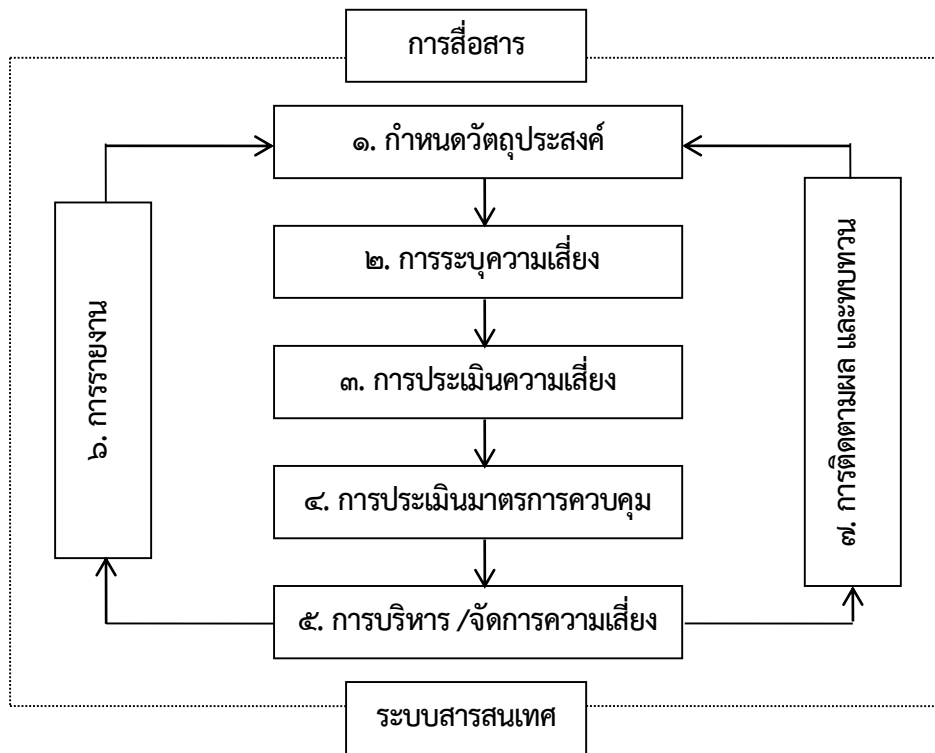 การสื่อสาร
๑. กำหนดวัตถุประสงค์
๒. การระบุความเสี่ยง
๓. การประเมินความเสี่ยง
๔. การประเมินมาตรการควบคุม
๕. การบริหาร /จัดการความเสี่ยง
๖. การรายงาน
๗. การติดตามผล และทบทวน
ระบบสารสนเทศ